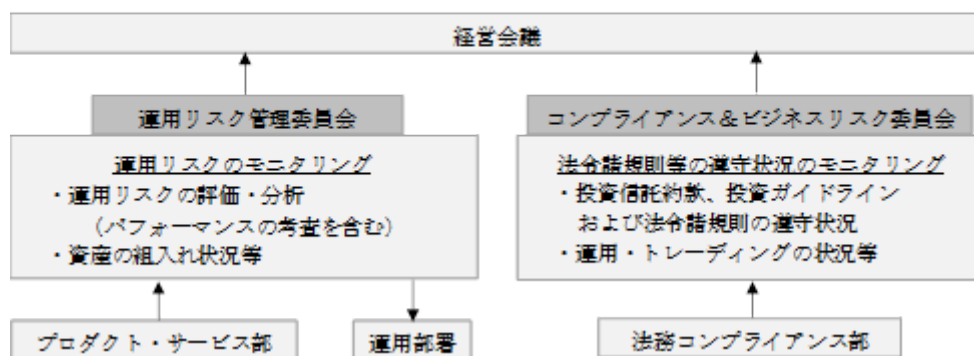 経営会議
運用リスク管理委員会
運用リスクのモニタリング
・運用リスクの評価・分析
（パフォーマンスの考査を含む）
・資産の組入れ状況等
コンプライアンス＆ビジネスリスク委員会
法令諸規則等の遵守状況のモニタリング
・投資信託約款、投資ガイドライン
および法令諸規則の遵守状況
・運用・トレーディングの状況等
プロダクト・サービス部
運用部署
法務コンプライアンス部